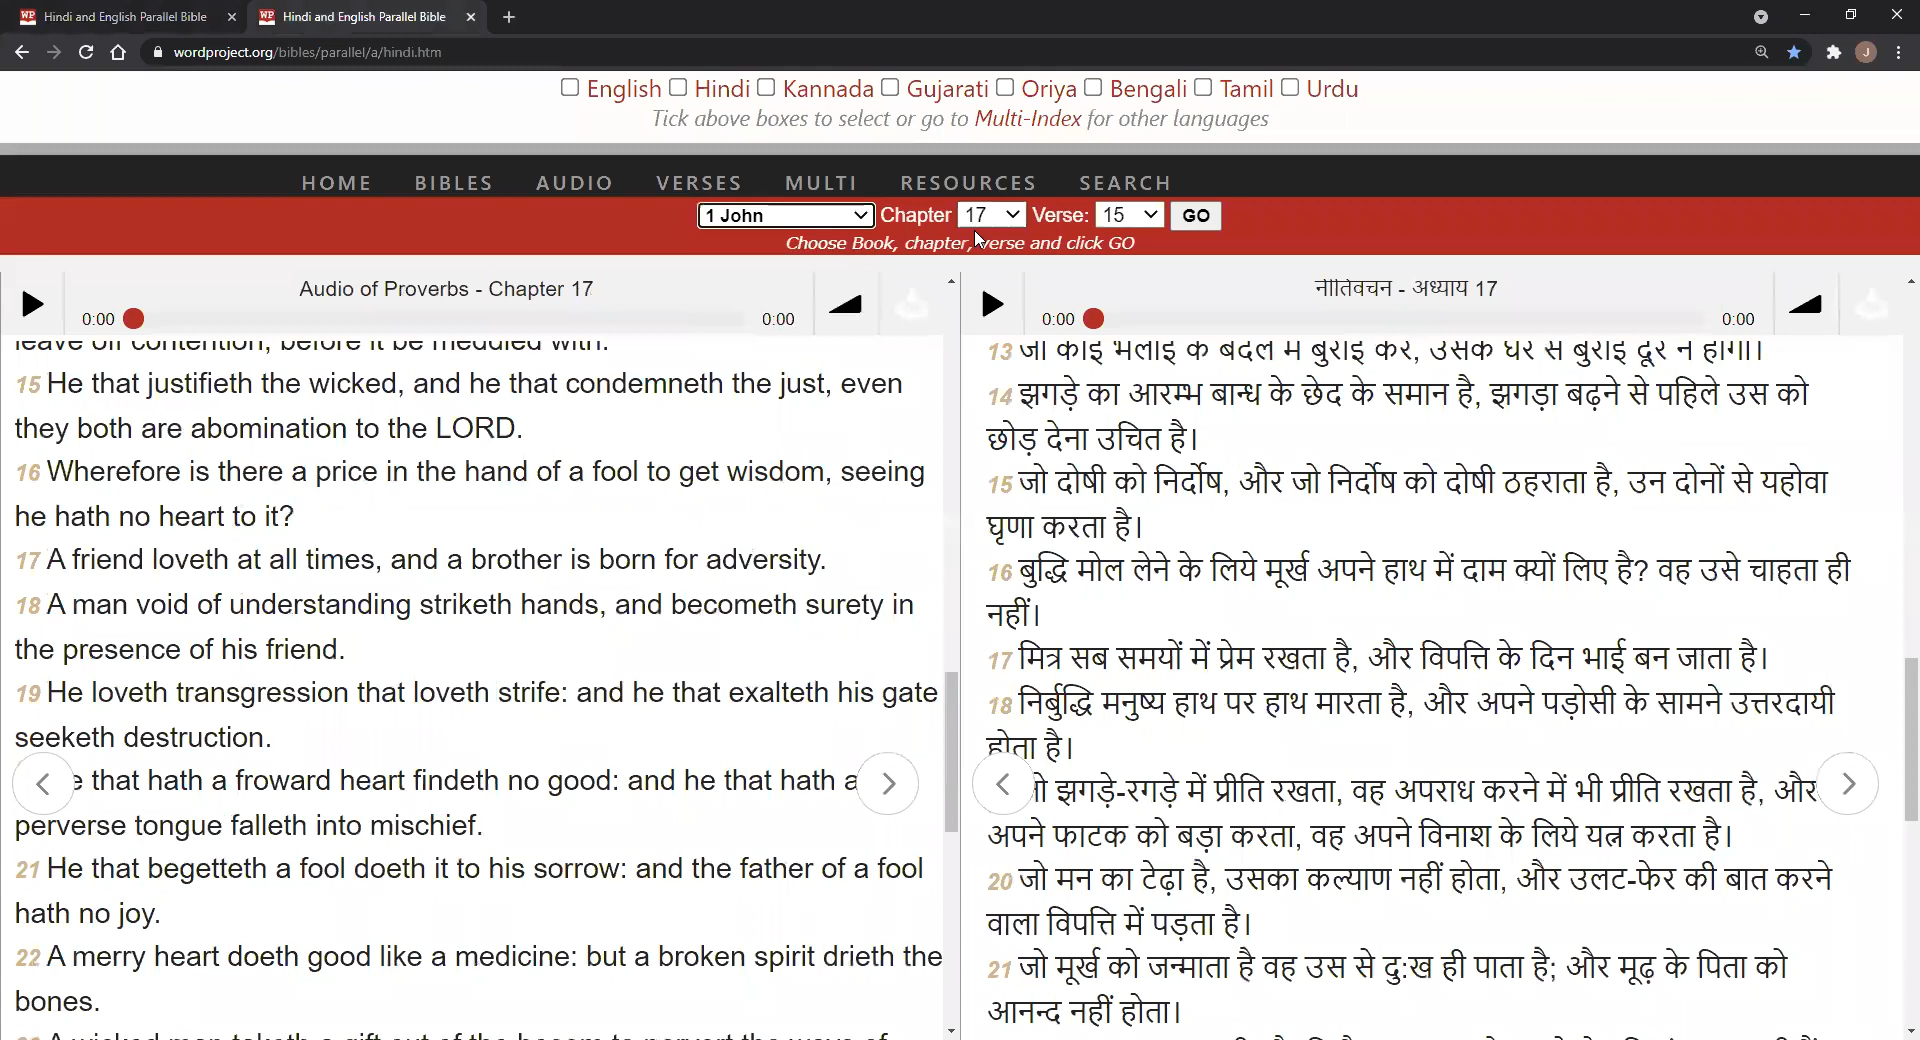 Hindi and English Parallel Bible
Hindi and English Parallel Bible
wordproject.org/bibles/parallel/a/hindi.htm
English Hindi Kannada Gujarati Oriya Bengali Tamil Urdu
Tick above boxes to select or go to Multi-Index for other languages
HOME BIBLES AUDIO VERSES MULTI RESOURCES SEARCH
1 John Chapter 17 Verse: 15 GO
Choose Book, chapter, verse and click GO
Audio of Proverbs - Chapter 17
0:00 0:00
leave off contention, before it be meddled with.
15 He that justifieth the wicked, and he that condemneth the just, even
they both are abomination to the LORD.
16 Wherefore is there a price in the hand of a fool to get wisdom, seeing
he hath no heart to it?
17 A friend loveth at all times, and a brother is born for adversity.
18 A man void of understanding striketh hands, and becometh surety in
the presence of his friend.
19 He loveth transgression that loveth strife: and he that exalteth his gate
seeketh destruction.
e that hath a froward heart findeth no good: and he that hath a
perverse tongue falleth into mischief.
21 He that begetteth a fool doeth it to his sorrow: and the father of a fool
hath no joy.
22 A merry heart doeth good like a medicine: but a broken spirit drieth the
bones.
नीतिवचन - अध्याय 17
0:00 0:00
13 जो कोई भलाई के बदले में बुराई करे, उसके घर से बुराई दूर न होगी।
14 झगड़े का आरम्भ बान्ध के छेद के समान है, झगड़ा बढ़ने से पहिले उस को
छोड़ देना उचित है।
15 जो दोषी को निर्दोष, और जो निर्दोष को दोषी ठहराता है, उन दोनों से यहोवा
घृणा करता है।
16 बुद्धि मोल लेने के लिये मूर्ख अपने हाथ में दाम क्यों लिए है? वह उसे चाहता ही
नहीं।
17 मित्र सब समयों में प्रेम रखता है, और विपत्ति के दिन भाई बन जाता है।
18 निर्बुद्धि मनुष्य हाथ पर हाथ मारता है, और अपने पड़ोसी के सामने उत्तरदायी
होता है।
झगड़े-रगड़े में प्रीति रखता, वह अपराध करने में भी प्रीति रखता है, और
अपने फाटक को बड़ा करता, वह अपने विनाश के लिये यत्न करता है।
20 जो मन का टेढ़ा है, उसका कल्याण नहीं होता, और उलट-फेर की बात करने
वाला विपत्ति में पड़ता है।
21 जो मूर्ख को जन्माता है वह उस से दु:ख ही पाता है; और मूढ़ के पिता को
आनन्द नहीं होता।